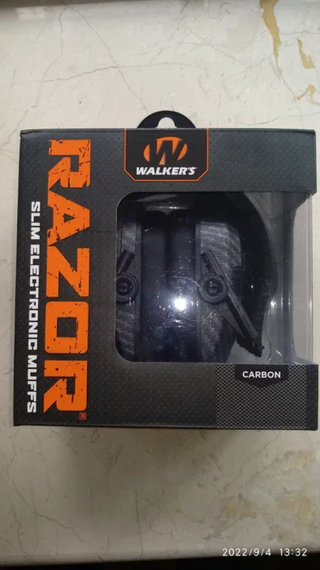 WALKER'S
RAZOR
SLIM ELECTRONIC MUFFS
CARBON
2022/9/4 13:32